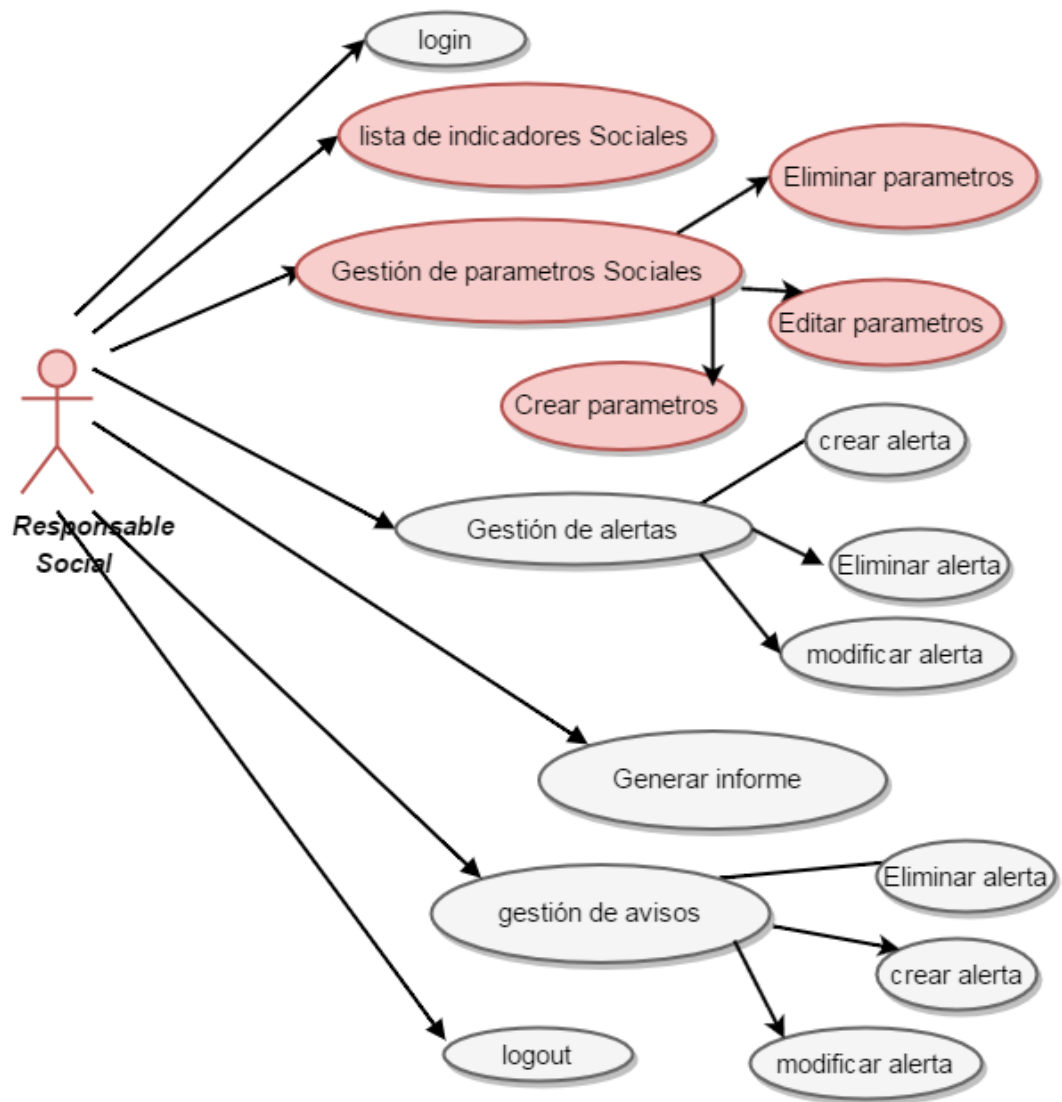 login
lista de indicadores Sociales
Eliminar parametros
Gestión de parametros Sociales
Editar parametros
Crear parametros
crear alerta
Responsable
Social
Gestión de alertas
Eliminar alerta
modificar alerta
Generar informe
Eliminar alerta
gestión de avisos
crear alerta
logout
modificar alerta